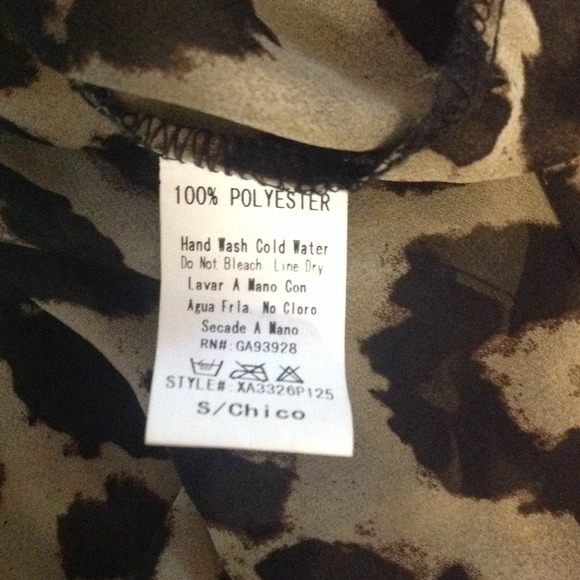 100% POLYESTER
Hand Wash Cold Water
Do Not Bleach Line Dry
Lavar A Mano Con
Agua Fria. No Cloro
Secade A Mano
RN#:GA93928
STYLE#:XA3326P125
S/Chico